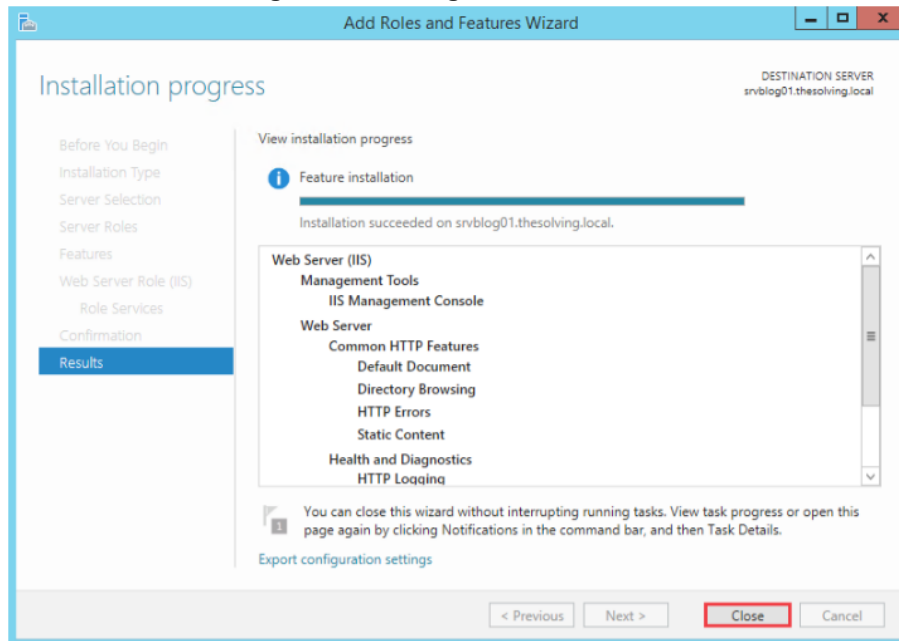 Add Roles and Features Wizard
Installation progress
DESTINATION SERVER
srvblog01.thesolving.local
Before You Begin
Installation Type
Server Selection
Server Roles
Features
Web Server Role (IIS)
Role Services
Confirmation
Results
View installation progress
Feature installation
Installation succeeded on srvblog01.thesolving.local.
Web Server (IIS)
Management Tools
IIS Management Console
Web Server
Common HTTP Features
Default Document
Directory Browsing
HTTP Errors
Static Content
Health and Diagnostics
HTTP Logging
1
You can close this wizard without interrupting running tasks. View task progress or open this
page again by clicking Notifications in the command bar, and then Task Details.
Export configuration settings
< Previous
Next >
Close
Cancel